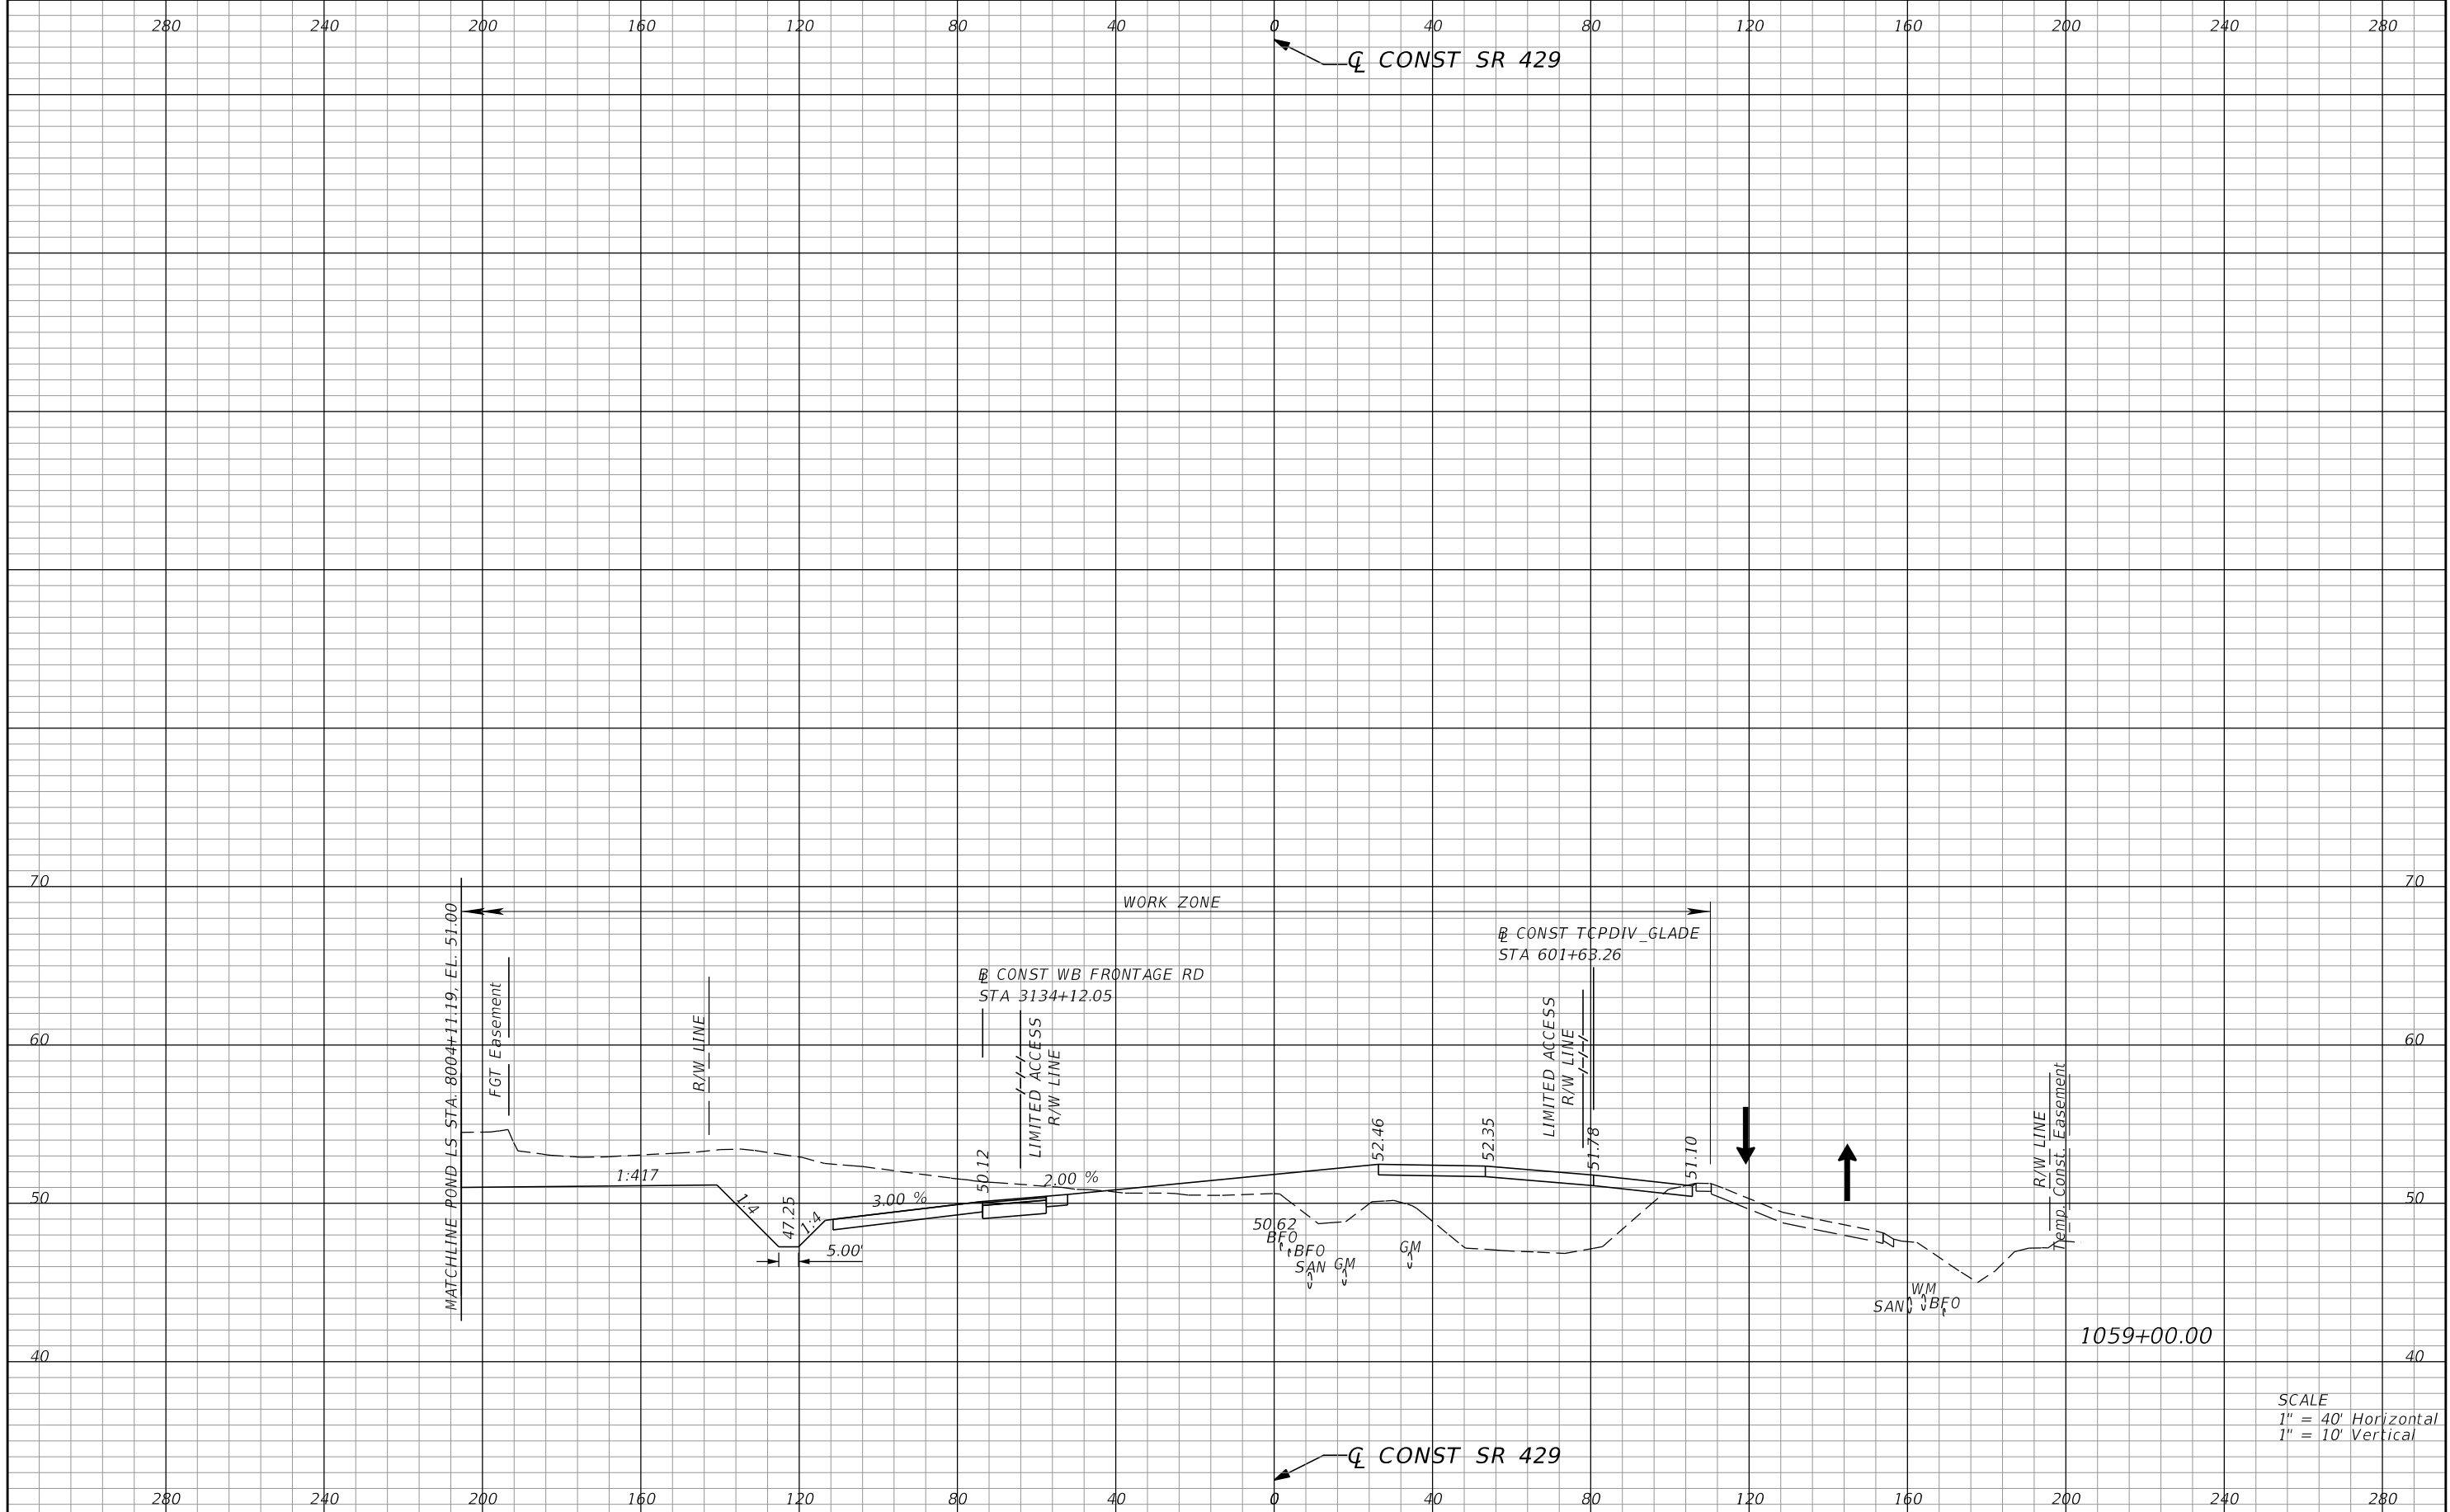 280 240 200 160 120 80 40 0 40 80 120 160 200 240 280
℄ CONST SR 429
70 70
WORK ZONE
MATCHLINE POND LS STA. 8004+11.19, EL. 51.00
FGT Easement
R/W LINE
℄ CONST WB FRONTAGE RD
STA 3134+12.05
LIMITED ACCESS
R/W LINE
℄ CONST TCPDIV_GLADE
STA 601+63.26
LIMITED ACCESS
R/W LINE
R/W LINE
Temp. Const. Easement
60 60
50 50
1:417
1:4
47.25
1:4
5.00'
3.00 %
50.12
2.00 %
52.46
52.35
51.78
51.10
50.62
BFO
BFO
SAN
GM
GM
SAN
WM
BFO
1059+00.00
40 40
SCALE
1" = 40' Horizontal
1" = 10' Vertical
℄ CONST SR 429
280 240 200 160 120 80 40 0 40 80 120 160 200 240 280